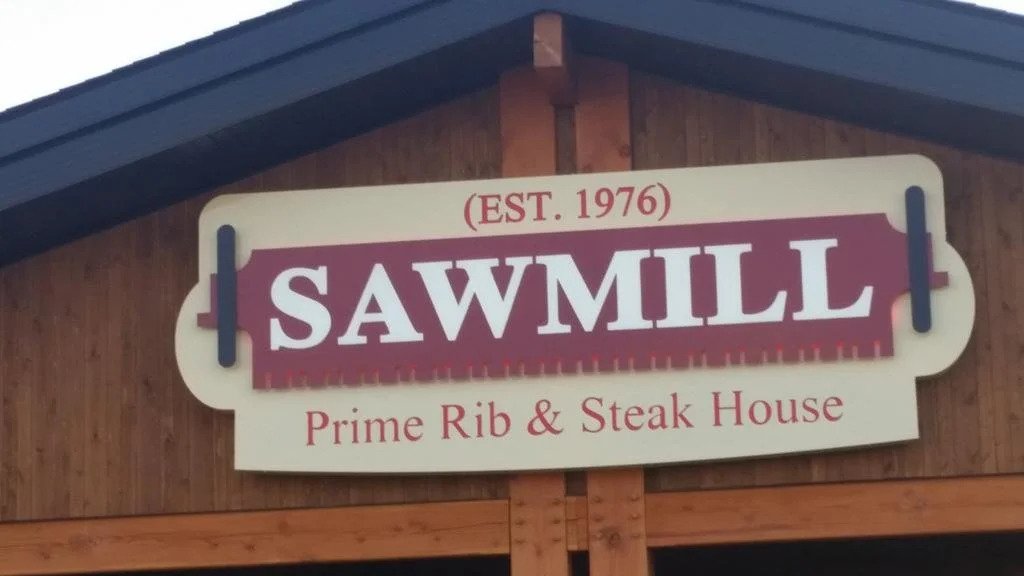 (EST. 1976)
SAWMILL
Prime Rib & Steak House